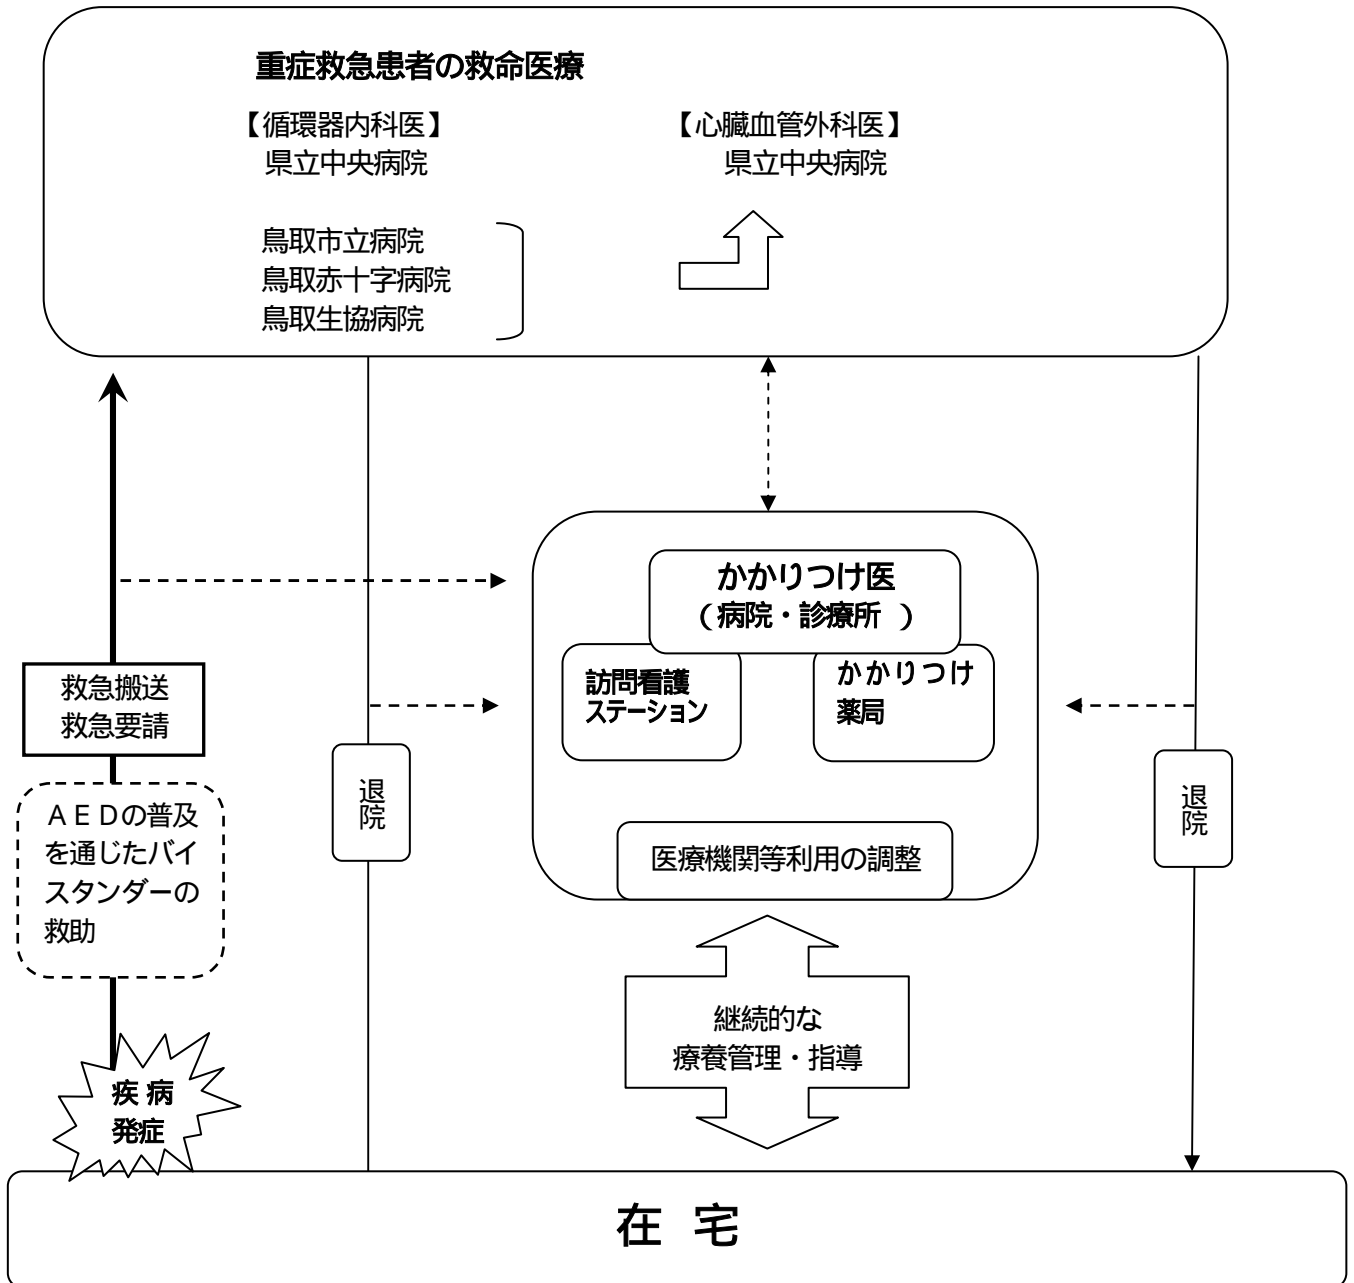 重症救急患者の救命医療
【循環器内科医】
県立中央病院
【心臓血管外科医】
県立中央病院
鳥取市立病院
鳥取赤十字病院
鳥取生協病院
かかりつけ医
（病院・診療所 ）
訪問看護
ステーション
かかりつけ
薬局
救急搬送
救急要請
退院
退院
ＡＥＤの普及
を通じたバイ
スタンダーの
救助
医療機関等利用の調整
継続的な
療養管理・指導
疾 病
発症
在 宅